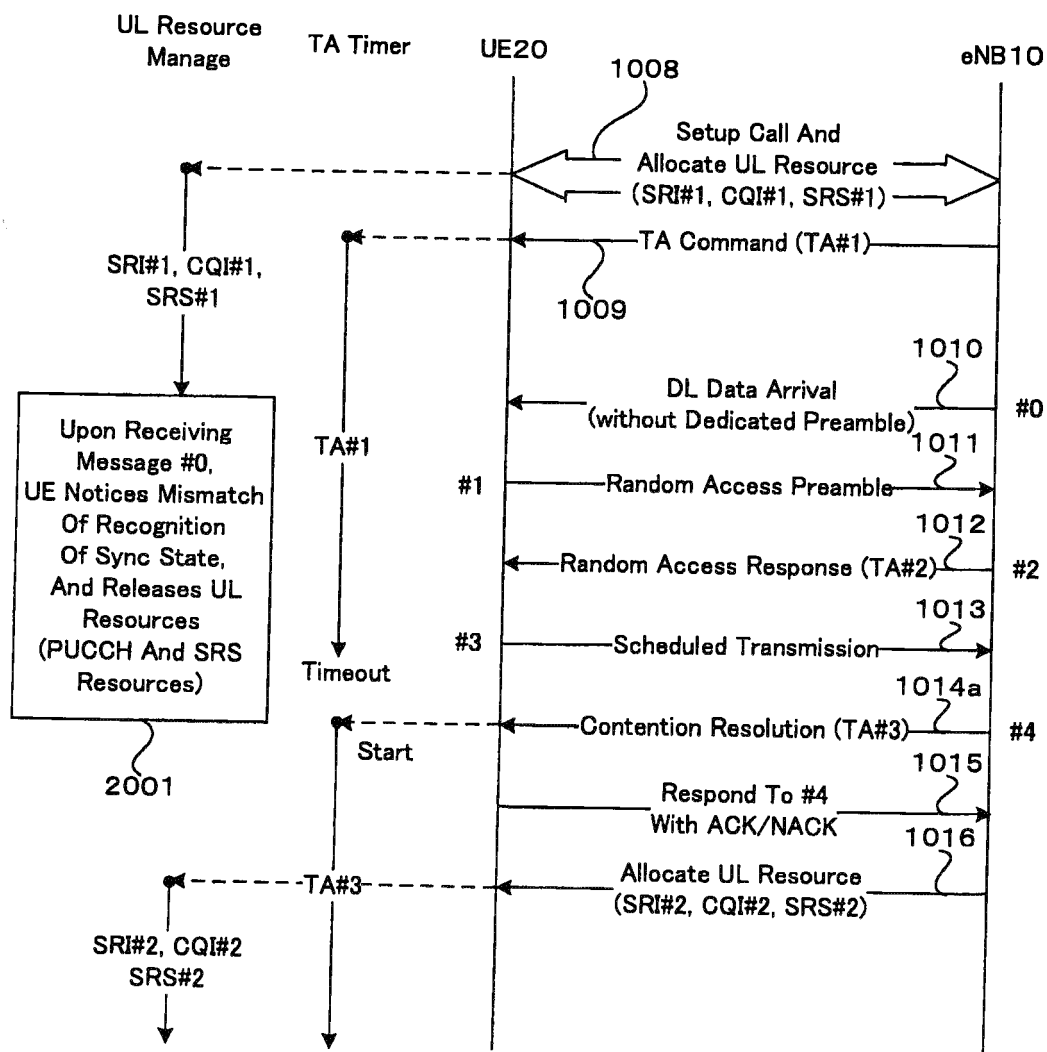 UL Resource
Manage
TA Timer
UE20
eNB10
1008
Setup Call And
Allocate UL Resource
(SRI#1, CQI#1, SRS#1)
TA Command (TA#1)
1009
SRI#1, CQI#1,
SRS#1
1010
DL Data Arrival
(without Dedicated Preamble)
#0
Upon Receiving
Message #0,
UE Notices Mismatch
Of Recognition
Of Sync State,
And Releases UL
Resources
(PUCCH And SRS
Resources)
2001
TA#1
1011
#1
Random Access Preamble
1012
Random Access Response (TA#2)
#2
1013
#3
Scheduled Transmission
Timeout
1014a
Contention Resolution (TA#3)
#4
Start
1015
Respond To #4
With ACK/NACK
1016
Allocate UL Resource
(SRI#2, CQI#2, SRS#2)
TA#3
SRI#2, CQI#2
SRS#2